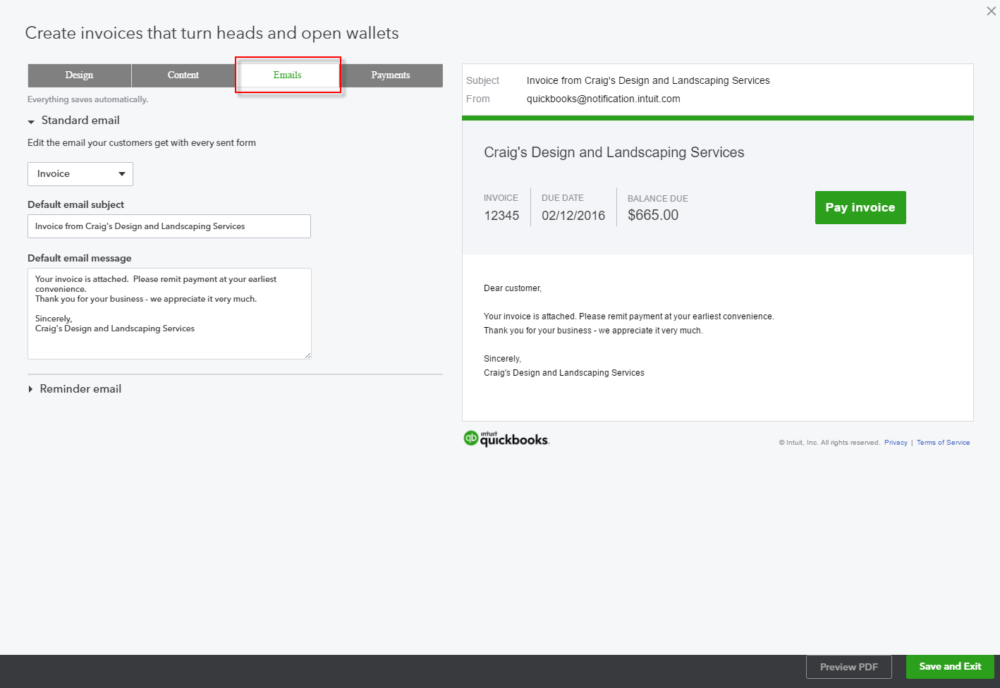 Create invoices that turn heads and open wallets
Design Content Emails Payments
Everything saves automatically.
Standard email
Edit the email your customers get with every sent form
Invoice
Default email subject
Invoice from Craig's Design and Landscaping Services
Default email message
Your invoice is attached.  Please remit payment at your earliest
convenience.
Thank you for your business - we appreciate it very much.
Sincerely,
Craig's Design and Landscaping Services
Reminder email
Subject Invoice from Craig's Design and Landscaping Services
From quickbooks@notification.intuit.com
Craig's Design and Landscaping Services
INVOICE DUE DATE BALANCE DUE
12345 02/12/2016 $665.00
Pay invoice
Dear customer,
Your invoice is attached. Please remit payment at your earliest convenience.
Thank you for your business - we appreciate it very much.
Sincerely,
Craig's Design and Landscaping Services
qb intuit quickbooks.
© Intuit, Inc. All rights reserved. Privacy | Terms of Service
Preview PDF Save and Exit